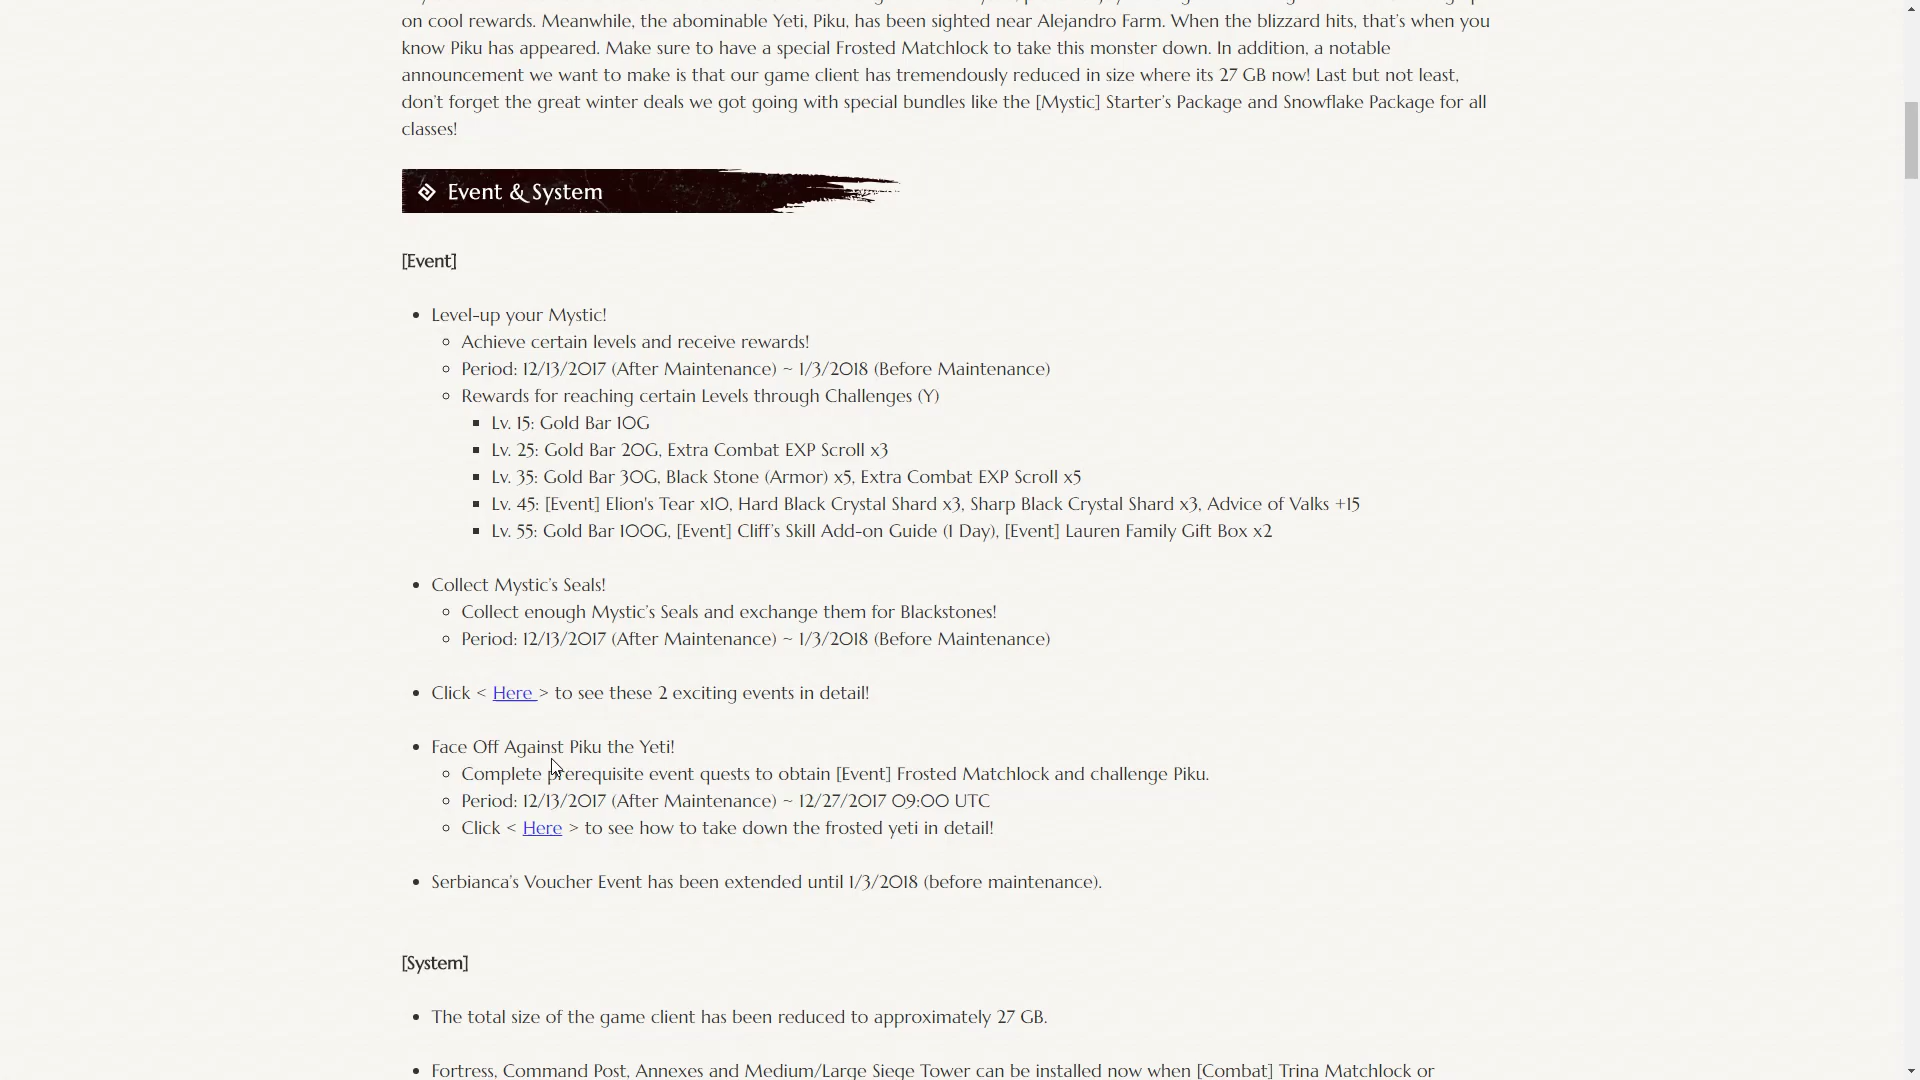 on cool rewards. Meanwhile, the abominable Yeti, Piku, has been sighted near Alejandro Farm. When the blizzard hits, that's when you
know Piku has appeared. Make sure to have a special Frosted Matchlock to take this monster down. In addition, a notable
announcement we want to make is that our game client has tremendously reduced in size where its 27 GB now! Last but not least,
don't forget the great winter deals we got going with special bundles like the [Mystic] Starter's Package and Snowflake Package for all
classes!
Event & System
[Event]
• Level-up your Mystic!
◦ Achieve certain levels and receive rewards!
◦ Period: 12/13/2017 (After Maintenance) ~ 1/3/2018 (Before Maintenance)
◦ Rewards for reaching certain Levels through Challenges (Y)
▪ Lv. 15: Gold Bar 10G
▪ Lv. 25: Gold Bar 20G, Extra Combat EXP Scroll x3
▪ Lv. 35: Gold Bar 30G, Black Stone (Armor) x5, Extra Combat EXP Scroll x5
▪ Lv. 45: [Event] Elion's Tear x10, Hard Black Crystal Shard x3, Sharp Black Crystal Shard x3, Advice of Valks +15
▪ Lv. 55: Gold Bar 100G, [Event] Cliff's Skill Add-on Guide (1 Day), [Event] Lauren Family Gift Box x2
• Collect Mystic's Seals!
◦ Collect enough Mystic's Seals and exchange them for Blackstones!
◦ Period: 12/13/2017 (After Maintenance) ~ 1/3/2018 (Before Maintenance)
• Click < Here > to see these 2 exciting events in detail!
• Face Off Against Piku the Yeti!
◦ Complete prerequisite event quests to obtain [Event] Frosted Matchlock and challenge Piku.
◦ Period: 12/13/2017 (After Maintenance) ~ 12/27/2017 09:00 UTC
◦ Click < Here > to see how to take down the frosted yeti in detail!
• Serbianca's Voucher Event has been extended until 1/3/2018 (before maintenance).
[System]
• The total size of the game client has been reduced to approximately 27 GB.
• Fortress, Command Post, Annexes and Medium/Large Siege Tower can be installed now when [Combat] Trina Matchlock or